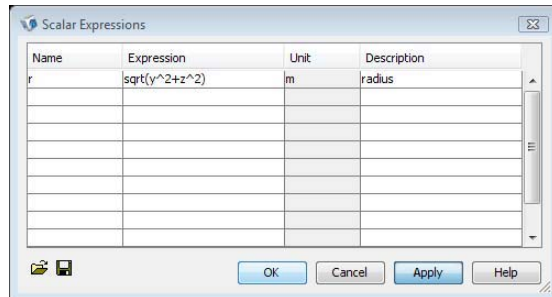 Scalar Expressions
Name Expression Unit Description
r sqrt(y^2+z^2) m radius
OK Cancel Apply Help